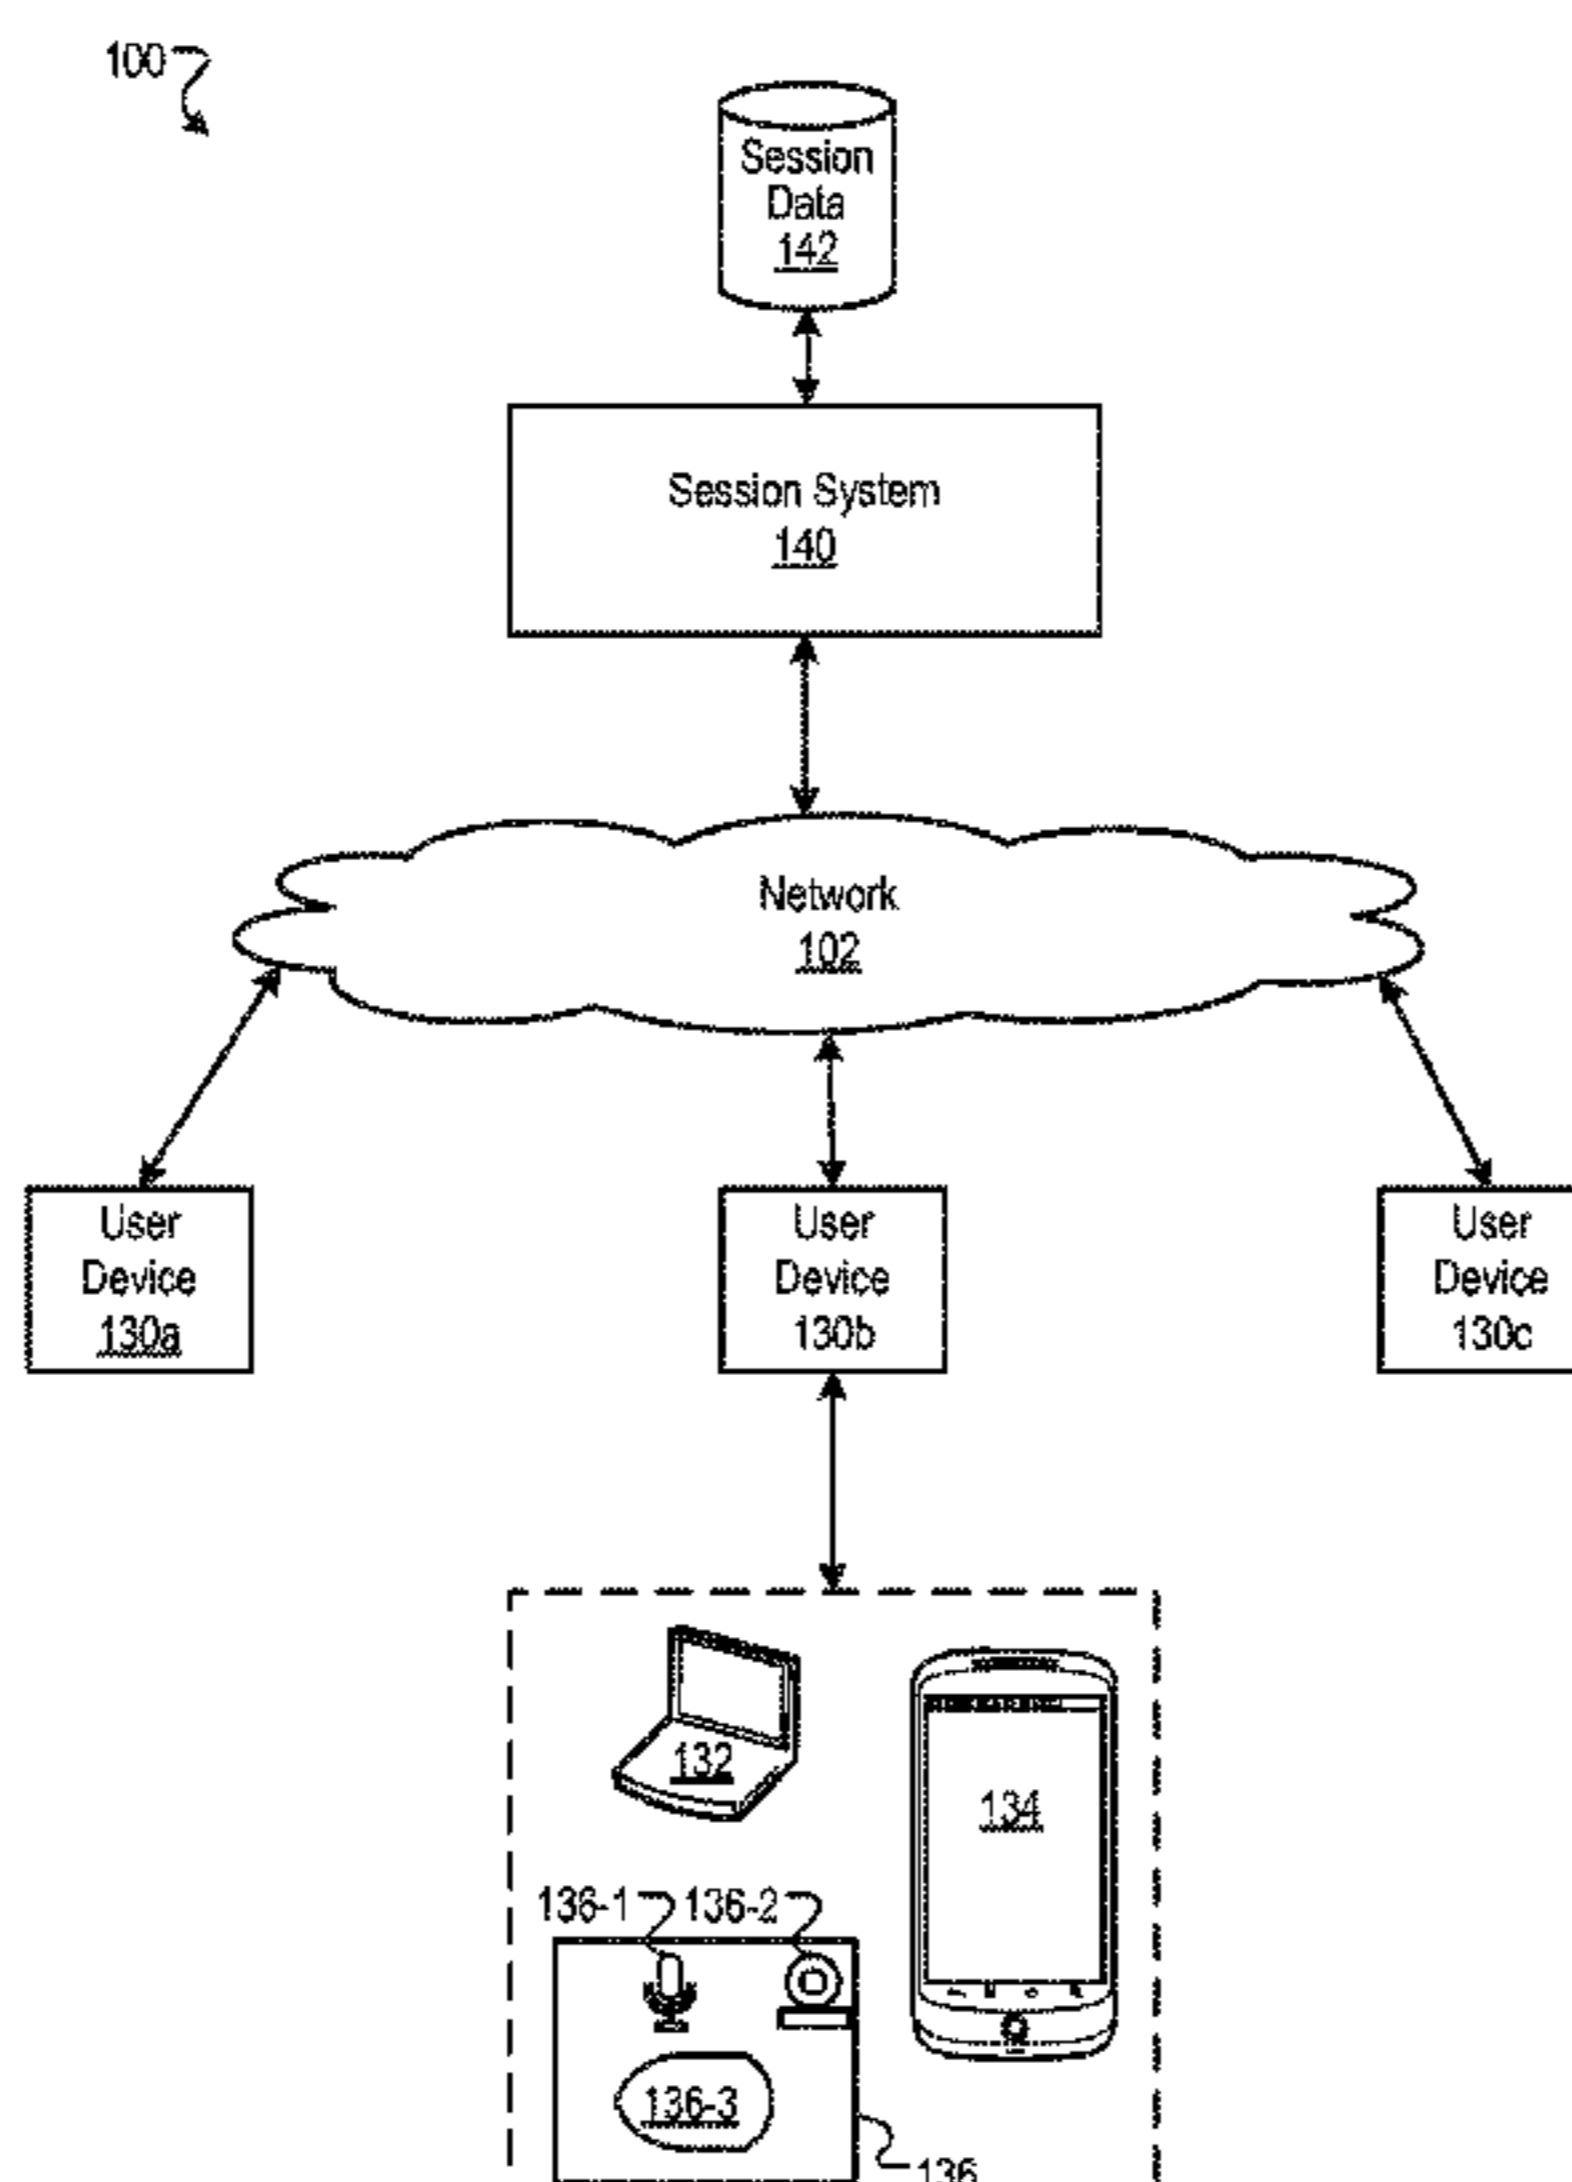 100
Session
Data
142
Session System
140
Network
102
User
Device
130a
User
Device
130b
User
Device
130c
132
134
136-1
136-2
136-3
136